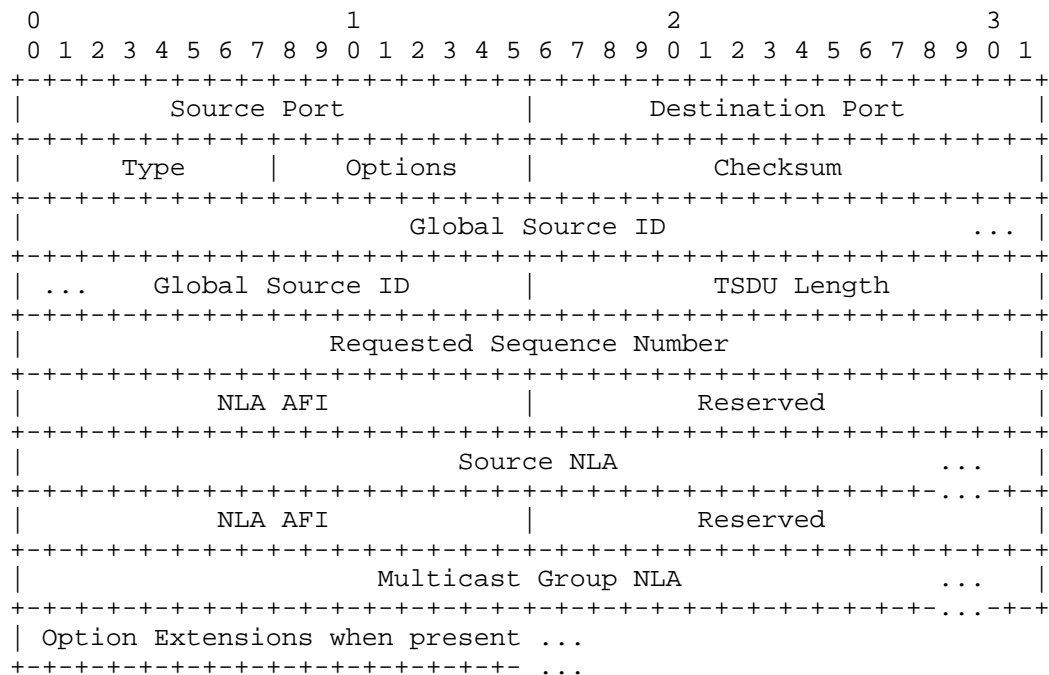 0                   1                   2                   3
 0 1 2 3 4 5 6 7 8 9 0 1 2 3 4 5 6 7 8 9 0 1 2 3 4 5 6 7 8 9 0 1
+-+-+-+-+-+-+-+-+-+-+-+-+-+-+-+-+-+-+-+-+-+-+-+-+-+-+-+-+-+-+-+-+
|         Source Port           |       Destination Port        |
+-+-+-+-+-+-+-+-+-+-+-+-+-+-+-+-+-+-+-+-+-+-+-+-+-+-+-+-+-+-+-+-+
|      Type     |    Options    |           Checksum            |
+-+-+-+-+-+-+-+-+-+-+-+-+-+-+-+-+-+-+-+-+-+-+-+-+-+-+-+-+-+-+-+-+
|                        Global Source ID                   ... |
+-+-+-+-+-+-+-+-+-+-+-+-+-+-+-+-+-+-+-+-+-+-+-+-+-+-+-+-+-+-+-+-+
| ...    Global Source ID       |           TSDU Length         |
+-+-+-+-+-+-+-+-+-+-+-+-+-+-+-+-+-+-+-+-+-+-+-+-+-+-+-+-+-+-+-+-+
|                   Requested Sequence Number                   |
+-+-+-+-+-+-+-+-+-+-+-+-+-+-+-+-+-+-+-+-+-+-+-+-+-+-+-+-+-+-+-+-+
|            NLA AFI            |          Reserved             |
+-+-+-+-+-+-+-+-+-+-+-+-+-+-+-+-+-+-+-+-+-+-+-+-+-+-+-+-+-+-+-+-+
|                           Source NLA                    ...   |
+-+-+-+-+-+-+-+-+-+-+-+-+-+-+-+-+-+-+-+-+-+-+-+-+-+-+-+-+-...-+-+
|            NLA AFI            |          Reserved             |
+-+-+-+-+-+-+-+-+-+-+-+-+-+-+-+-+-+-+-+-+-+-+-+-+-+-+-+-+-+-+-+-+
|                      Multicast Group NLA                ...   |
+-+-+-+-+-+-+-+-+-+-+-+-+-+-+-+-+-+-+-+-+-+-+-+-+-+-+-+-+-...-+-+
| Option Extensions when present ...
+-+-+-+-+-+-+-+-+-+-+-+-+-+-+-+- ...